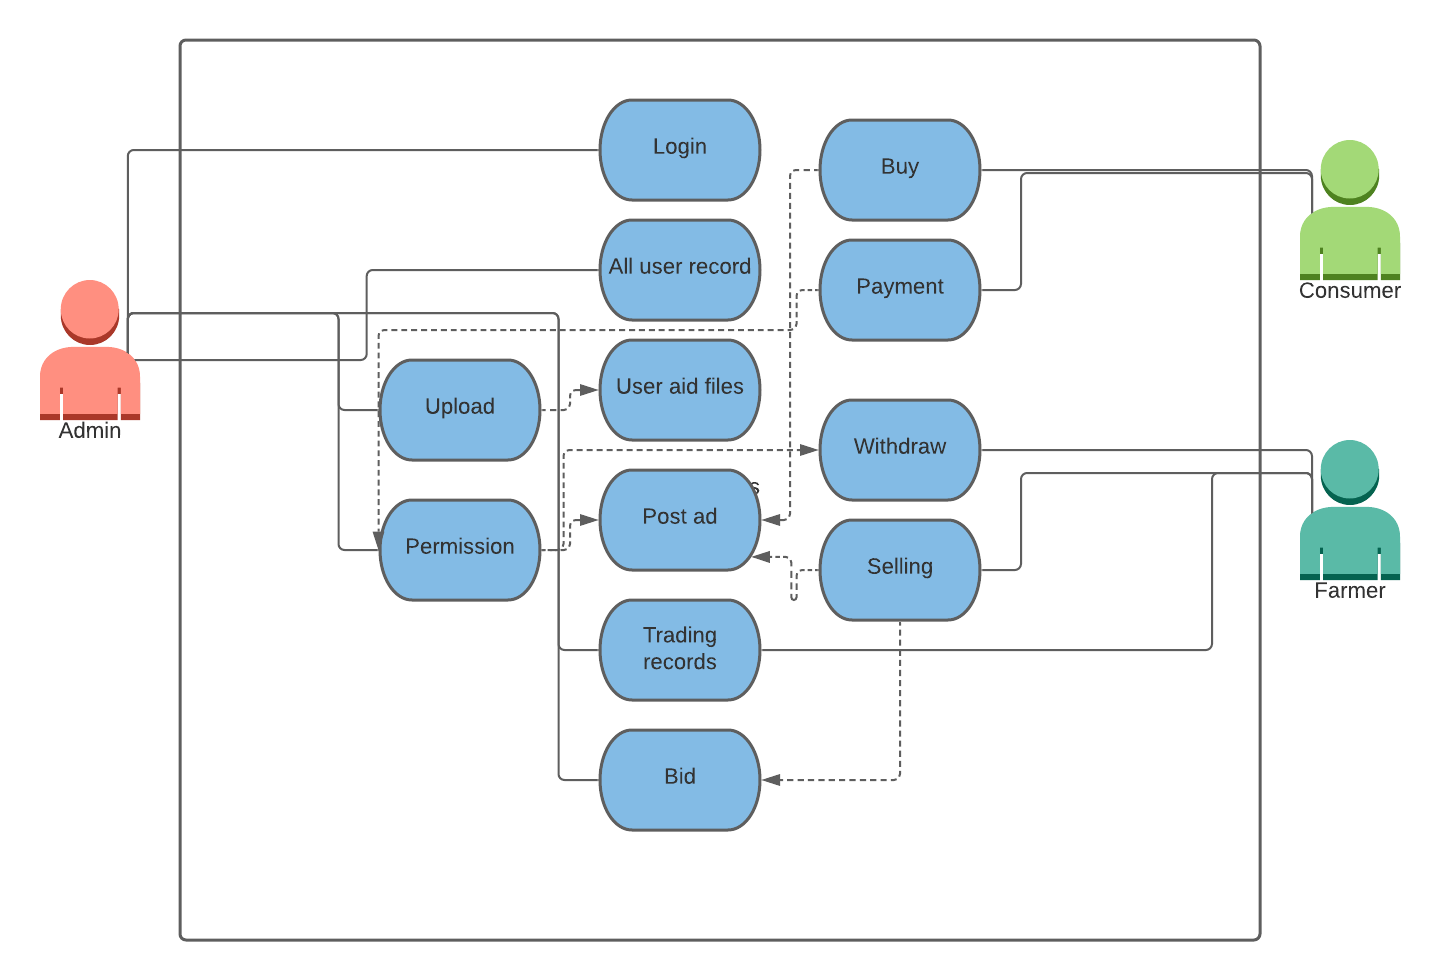 Login
Buy
All user record
Payment
Consumer
User aid files
Upload
Admin
Withdraw
s
Post ad
Permission
Selling
Farmer
Trading
records
Bid